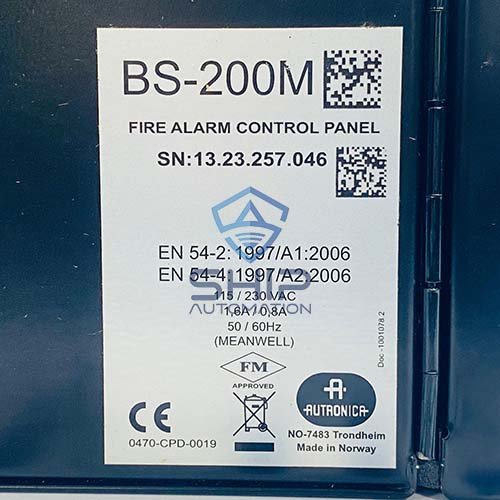 BS-200M
FIRE ALARM CONTROL PANEL
SN:13.23.257.046
EN 54-2:1997/A1:2006
EN 54-4:1997/A2:2006
SHIP
AUTOMATION
115 / 230 VAC
1,6A / 0,8A
50 / 60Hz
(MEANWELL)
Doc -1001078.2
FM
APPROVED
AUTRONICA
CE
0470-CPD-0019
NO-7483 Trondheim
Made in Norway